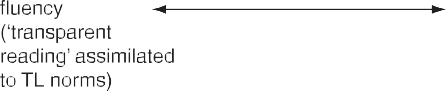 fluency
(‘transparent
reading’ assimilated
to TL norms)